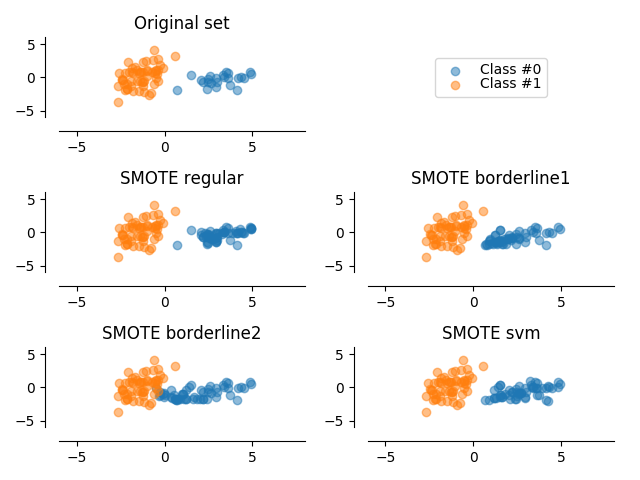 Original set
5
0
−5
−5 0 5
Class #0
Class #1
SMOTE regular
5
0
−5
−5 0 5
SMOTE borderline1
5
0
−5
−5 0 5
SMOTE borderline2
5
0
−5
−5 0 5
SMOTE svm
5
0
−5
−5 0 5